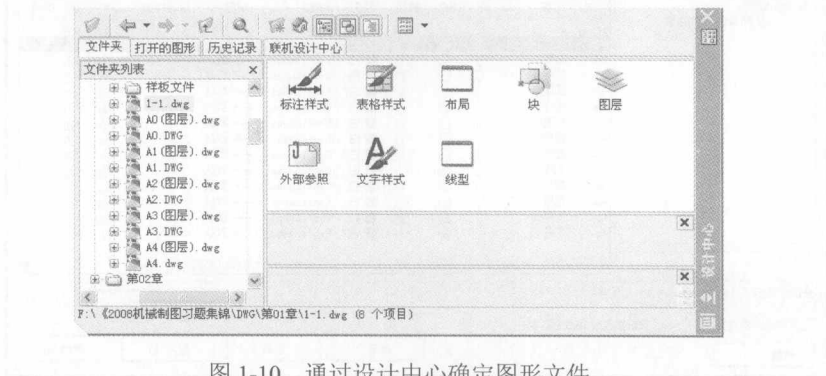 文件夹 打开的图形 历史记录 联机设计中心
文件夹列表
样板文件
1-1.dwg
A0(图层).dwg
A0.DWG
A1(图层).dwg
A1.DWG
A2(图层).dwg
A2.DWG
A3(图层).dwg
A3.DWG
A4(图层).dwg
A4.dwg
第02章
标注样式 表格样式 布局 块 图层
外部参照 文字样式 线型
设计中心
F:\《2008机械制图习题集锦\DWG\第01章\1-1.dwg (8 个项目)
图 1-10 通过设计中心确定图形文件